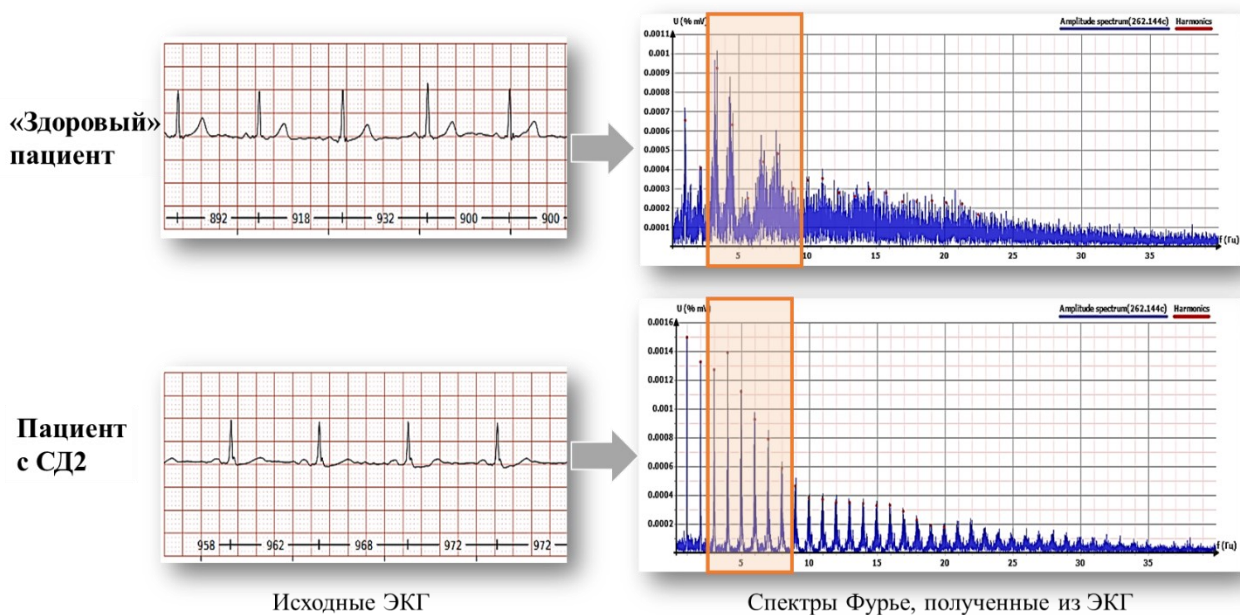 «Здоровый»
пациент
892 918 932 900 900
U (% mV)
Amplitude spectrum(262.144с) Harmonics
0.0011
0.001
0.0009
0.0008
0.0007
0.0006
0.0005
0.0004
0.0003
0.0002
0.0001
5 10 15 20 25 30 35
f (Гц)
Пациент
с СД2
958 962 968 972 972
U (% mV)
Amplitude spectrum(262.144с) Harmonics
0.0016
0.0014
0.0012
0.001
0.0008
0.0006
0.0004
0.0002
5 10 15 20 25 30 35
f (Гц)
Исходные ЭКГ
Спектры Фурье, полученные из ЭКГ